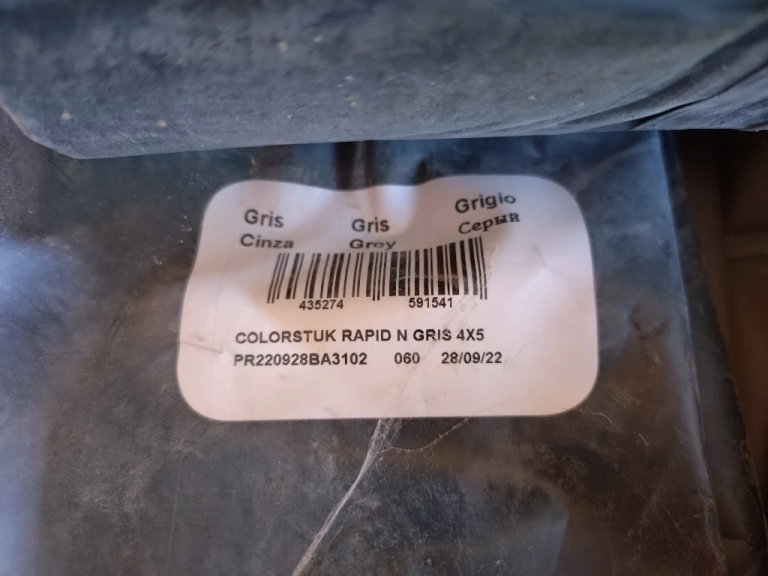 Gris Gris Grigio
Cinza Grey Серый
435274 591541
COLORSTUK RAPID N GRIS 4X5
PR220928BA3102 060 28/09/22